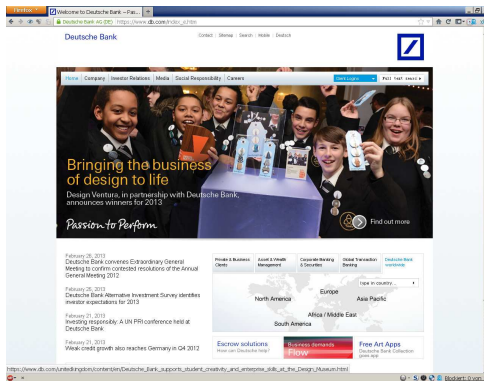 Firefox
Welcome to Deutsche Bank – Pas...
Deutsche Bank AG (DE)
https://www.db.com/index_e.htm
Deutsche Bank
Contact | Sitemap | Search | Mobile | Deutsch
Home
Company
Investor Relations
Media
Social Responsibility
Careers
Client Logins
Full text search
Bringing the business
of design to life
Design Ventura, in partnership with Deutsche Bank,
announces winners for 2013
Passion to Perform
Find out more
February 28, 2013
Deutsche Bank convenes Extraordinary General
Meeting to confirm contested resolutions of the Annual
General Meeting 2012
February 26, 2013
Deutsche Bank Alternative Investment Survey identifies
investor expectations for 2013
February 21, 2013
Investing responsibly: A UN PRI conference held at
Deutsche Bank
February 21, 2013
Weak credit growth also reaches Germany in Q4 2012
Private & Business
Clients
Asset & Wealth
Management
Corporate Banking
& Securities
Global Transaction
Banking
Deutsche Bank
worldwide
type in country...
Europe
North America
Asia Pacific
Africa / Middle East
South America
Escrow solutions
How can Deutsche help?
Business demands
Flow
Free Art Apps
Deutsche Bank Collection
goes app
https://www.db.com/unitedkingdom/content/en/Deutsche_Bank_supports_student_creativity_and_enterprise_skills_at_the_Design_Museum.html
Blockiert: 0 von